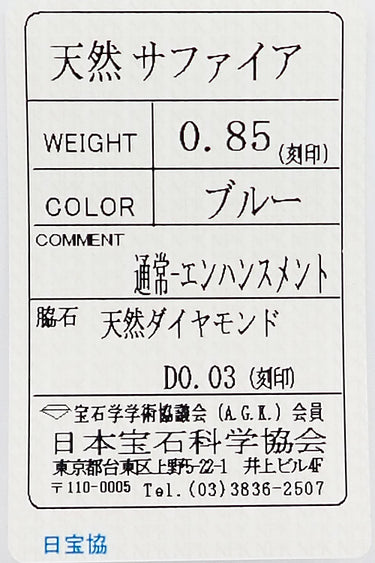 天然サファイア
WEIGHT 0.85(刻印)
COLOR ブルー
COMMENT
通常-エンハンスメント
脇石 天然ダイヤモンド
D0.03 (刻印)
宝石学学術協議会 (A.G.K.) 会員
日本宝石科学協会
東京都台東区上野5-22-1 井上ビル4F
〒110-0005 Tel.(03)3836-2507
日宝協